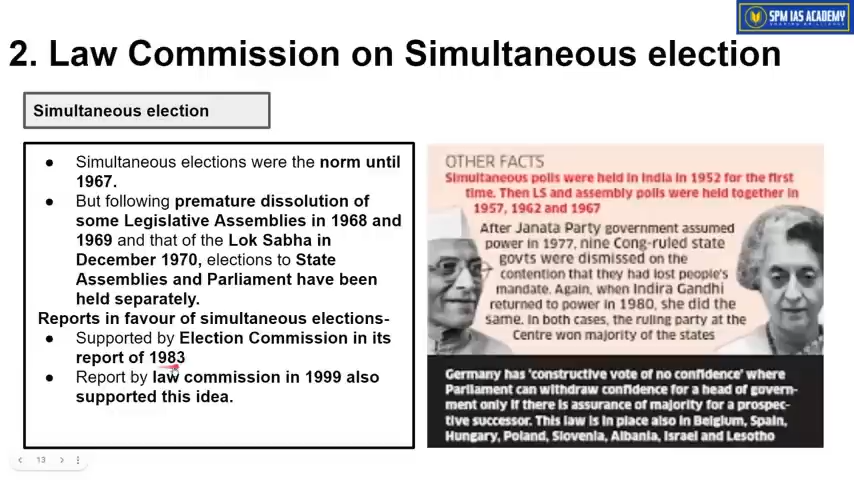 SPM IAS ACADEMY
2. Law Commission on Simultaneous election
Simultaneous election
● Simultaneous elections were the norm until
1967.
● But following premature dissolution of
some Legislative Assemblies in 1968 and
1969 and that of the Lok Sabha in
December 1970, elections to State
Assemblies and Parliament have been
held separately.
Reports in favour of simultaneous elections-
● Supported by Election Commission in its
report of 1983
● Report by law commission in 1999 also
supported this idea.
OTHER FACTS
Simultaneous polls were held in India in 1952 for the first
time. Then LS and assembly polls were held together in
1957, 1962 and 1967
After Janata Party government assumed
power in 1977, nine Cong-ruled state
govts were dismissed on the
contention that they had lost people's
mandate. Again, when Indira Gandhi
returned to power in 1980, she did the
same. In both cases, the ruling party at the
Centre won majority of the states
Germany has 'constructive vote of no confidence' where
Parliament can withdraw confidence for a head of govern-
ment only if there is assurance of majority for a prospec-
tive successor. This law is in place also in Belgium, Spain,
Hungary, Poland, Slovenia, Albania, Israel and Lesotho
13